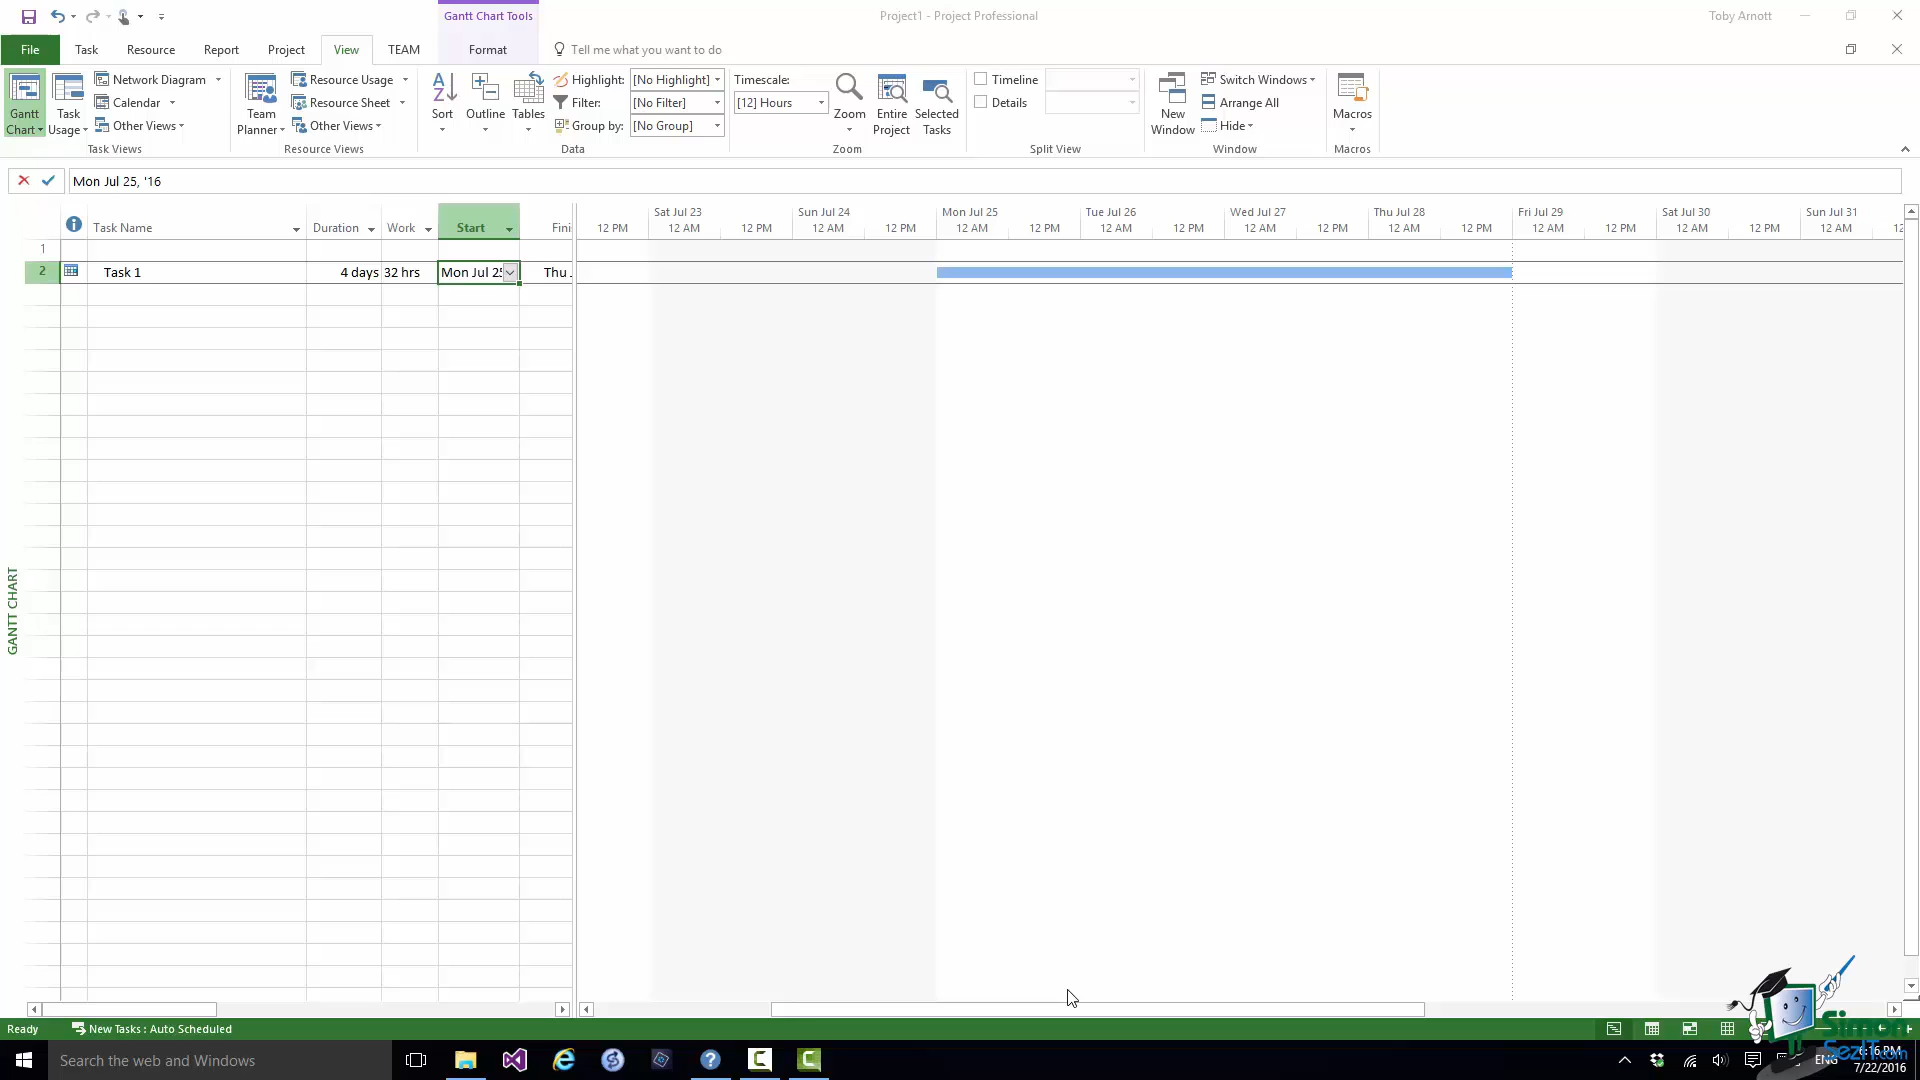 Gantt Chart Tools
Project1 - Project Professional
Toby Arnott
File Task Resource Report Project View TEAM Format Tell me what you want to do
Gantt Chart
Task Usage
Network Diagram
Calendar
Other Views
Task Views
Team Planner
Resource Usage
Resource Sheet
Other Views
Resource Views
Sort
Outline
Tables
Highlight: [No Highlight]
Filter: [No Filter]
Group by: [No Group]
Data
Timescale:
[12] Hours
Zoom
Entire Project
Selected Tasks
Zoom
Timeline
Details
Split View
New Window
Switch Windows
Arrange All
Hide
Window
Macros
Macros
Mon Jul 25, '16
Task Name Duration Work Start Fini
Sat Jul 23 Sun Jul 24 Mon Jul 25 Tue Jul 26 Wed Jul 27 Thu Jul 28 Fri Jul 29 Sat Jul 30 Sun Jul 31
12 PM 12 AM 12 PM 12 AM 12 PM 12 AM 12 PM 12 AM 12 PM 12 AM 12 PM 12 AM 12 PM 12 AM 12 PM 12 AM 12 PM 12 AM 12
1
2 Task 1 4 days 32 hrs Mon Jul 25 Thu
GANTT CHART
Ready New Tasks : Auto Scheduled
Search the web and Windows
ENG
6:16 PM
7/22/2016
Simon
SezIT.com